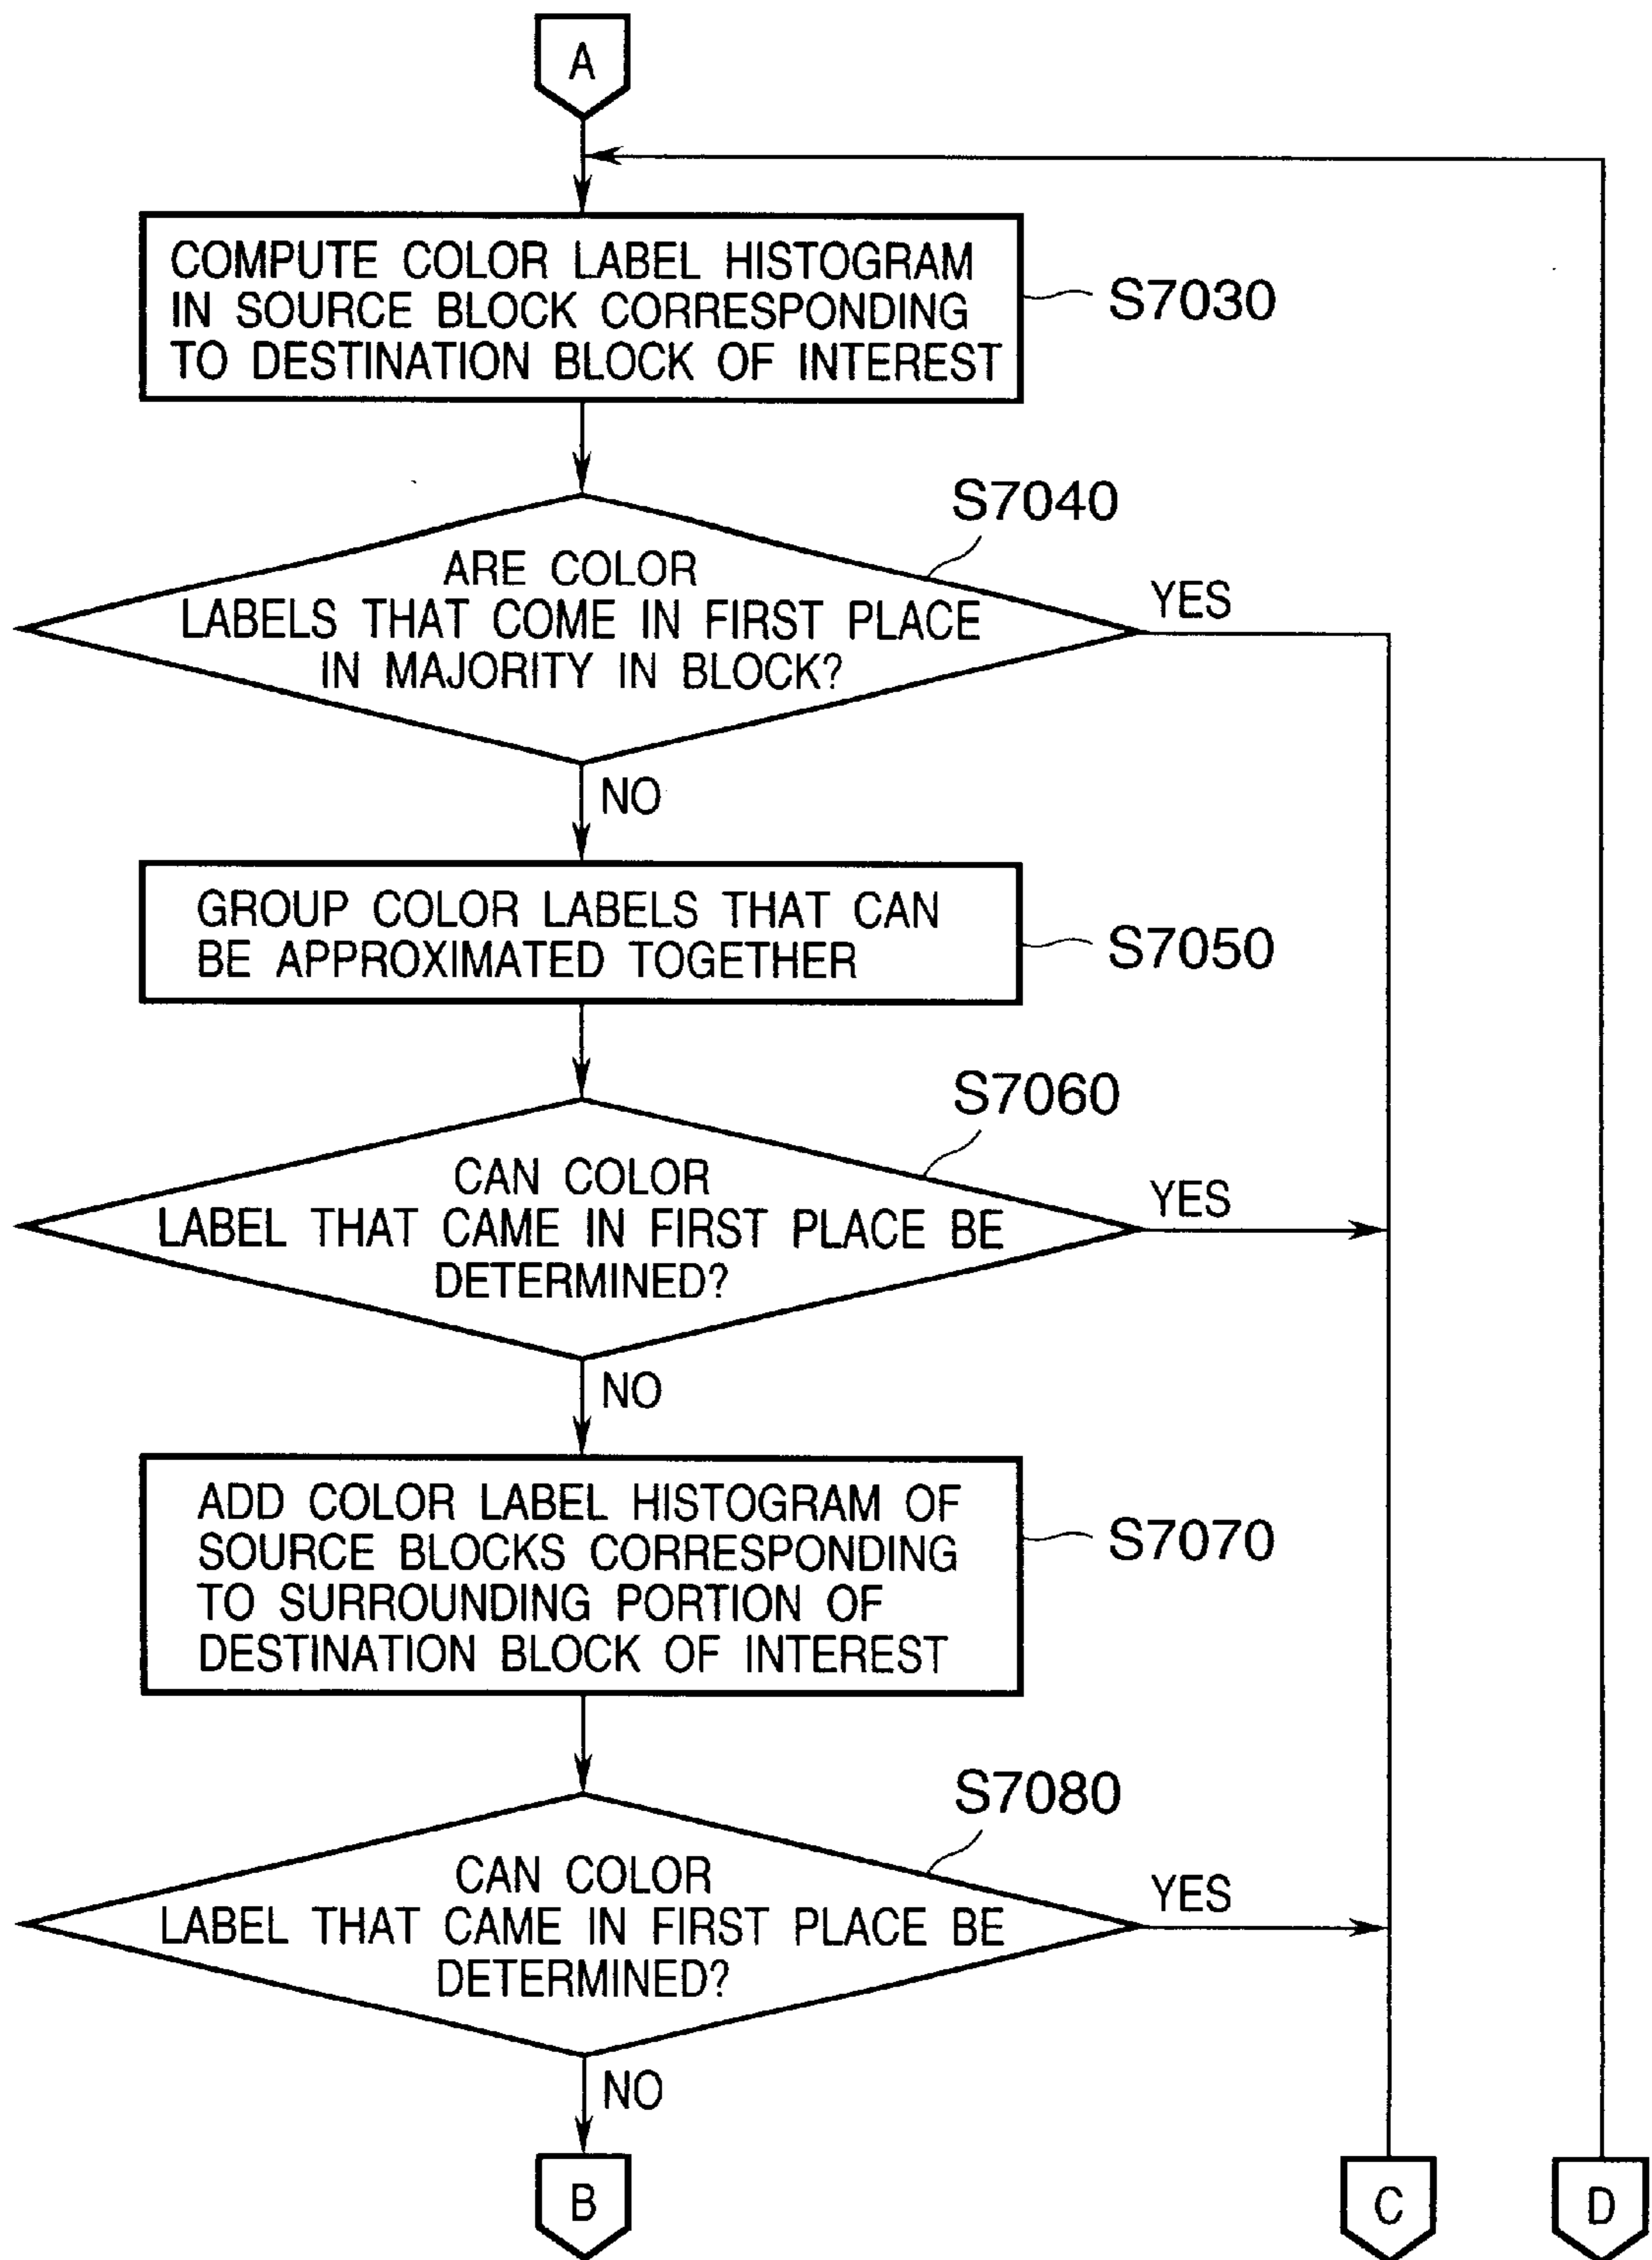 A
COMPUTE COLOR LABEL HISTOGRAM
IN SOURCE BLOCK CORRESPONDING
TO DESTINATION BLOCK OF INTEREST
S7030
S7040
ARE COLOR
LABELS THAT COME IN FIRST PLACE
IN MAJORITY IN BLOCK?
YES
NO
GROUP COLOR LABELS THAT CAN
BE APPROXIMATED TOGETHER
S7050
S7060
CAN COLOR
LABEL THAT CAME IN FIRST PLACE BE
DETERMINED?
YES
NO
ADD COLOR LABEL HISTOGRAM OF
SOURCE BLOCKS CORRESPONDING
TO SURROUNDING PORTION OF
DESTINATION BLOCK OF INTEREST
S7070
S7080
CAN COLOR
LABEL THAT CAME IN FIRST PLACE BE
DETERMINED?
YES
NO
B
C
D